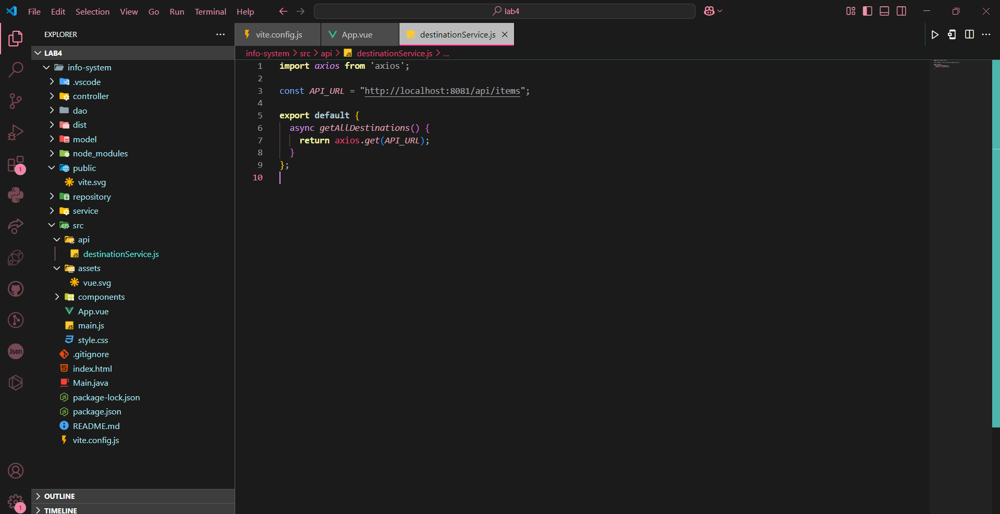 File Edit Selection View Go Run Terminal Help lab4
EXPLORER
LAB4
info-system
.vscode
controller
dao
dist
model
node_modules
public
vite.svg
repository
service
src
api
destinationService.js
assets
vue.svg
components
App.vue
main.js
style.css
.gitignore
index.html
Main.java
package-lock.json
package.json
README.md
vite.config.js
OUTLINE
TIMELINE
1
Json
1
vite.config.js App.vue destinationService.js
info-system > src > api > JS destinationService.js > ...
1 import axios from 'axios';
2
3 const API_URL = "http://localhost:8081/api/items";
4
5 export default {
6 async getAllDestinations() {
7 return axios.get(API_URL);
8 }
9 };
10